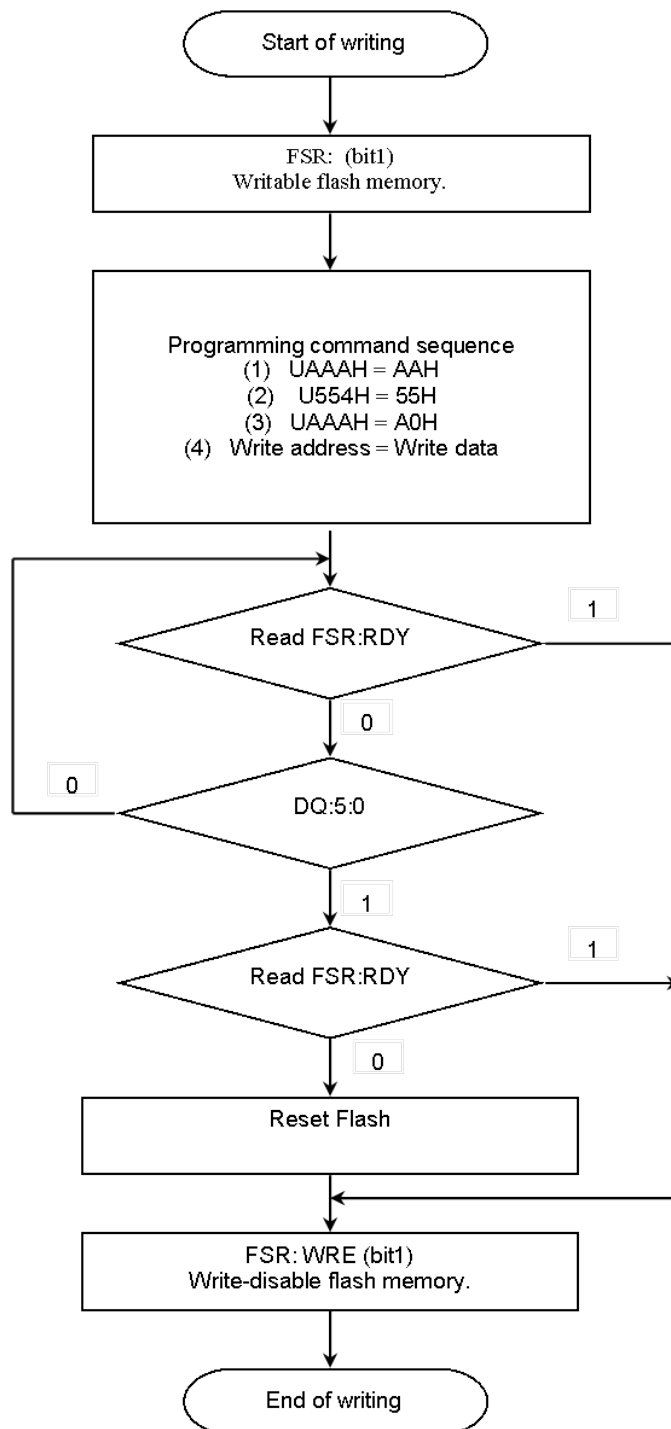 Start of writing
FSR: (bit1)
Writable flash memory.
Programming command sequence
(1) UAAAH = AAH
(2) U554H = 55H
(3) UAAAH = A0H
(4) Write address = Write data
Read FSR:RDY
1
0
DQ:5:0
0
1
Read FSR:RDY
1
0
Reset Flash
FSR: WRE (bit1)
Write-disable flash memory.
End of writing